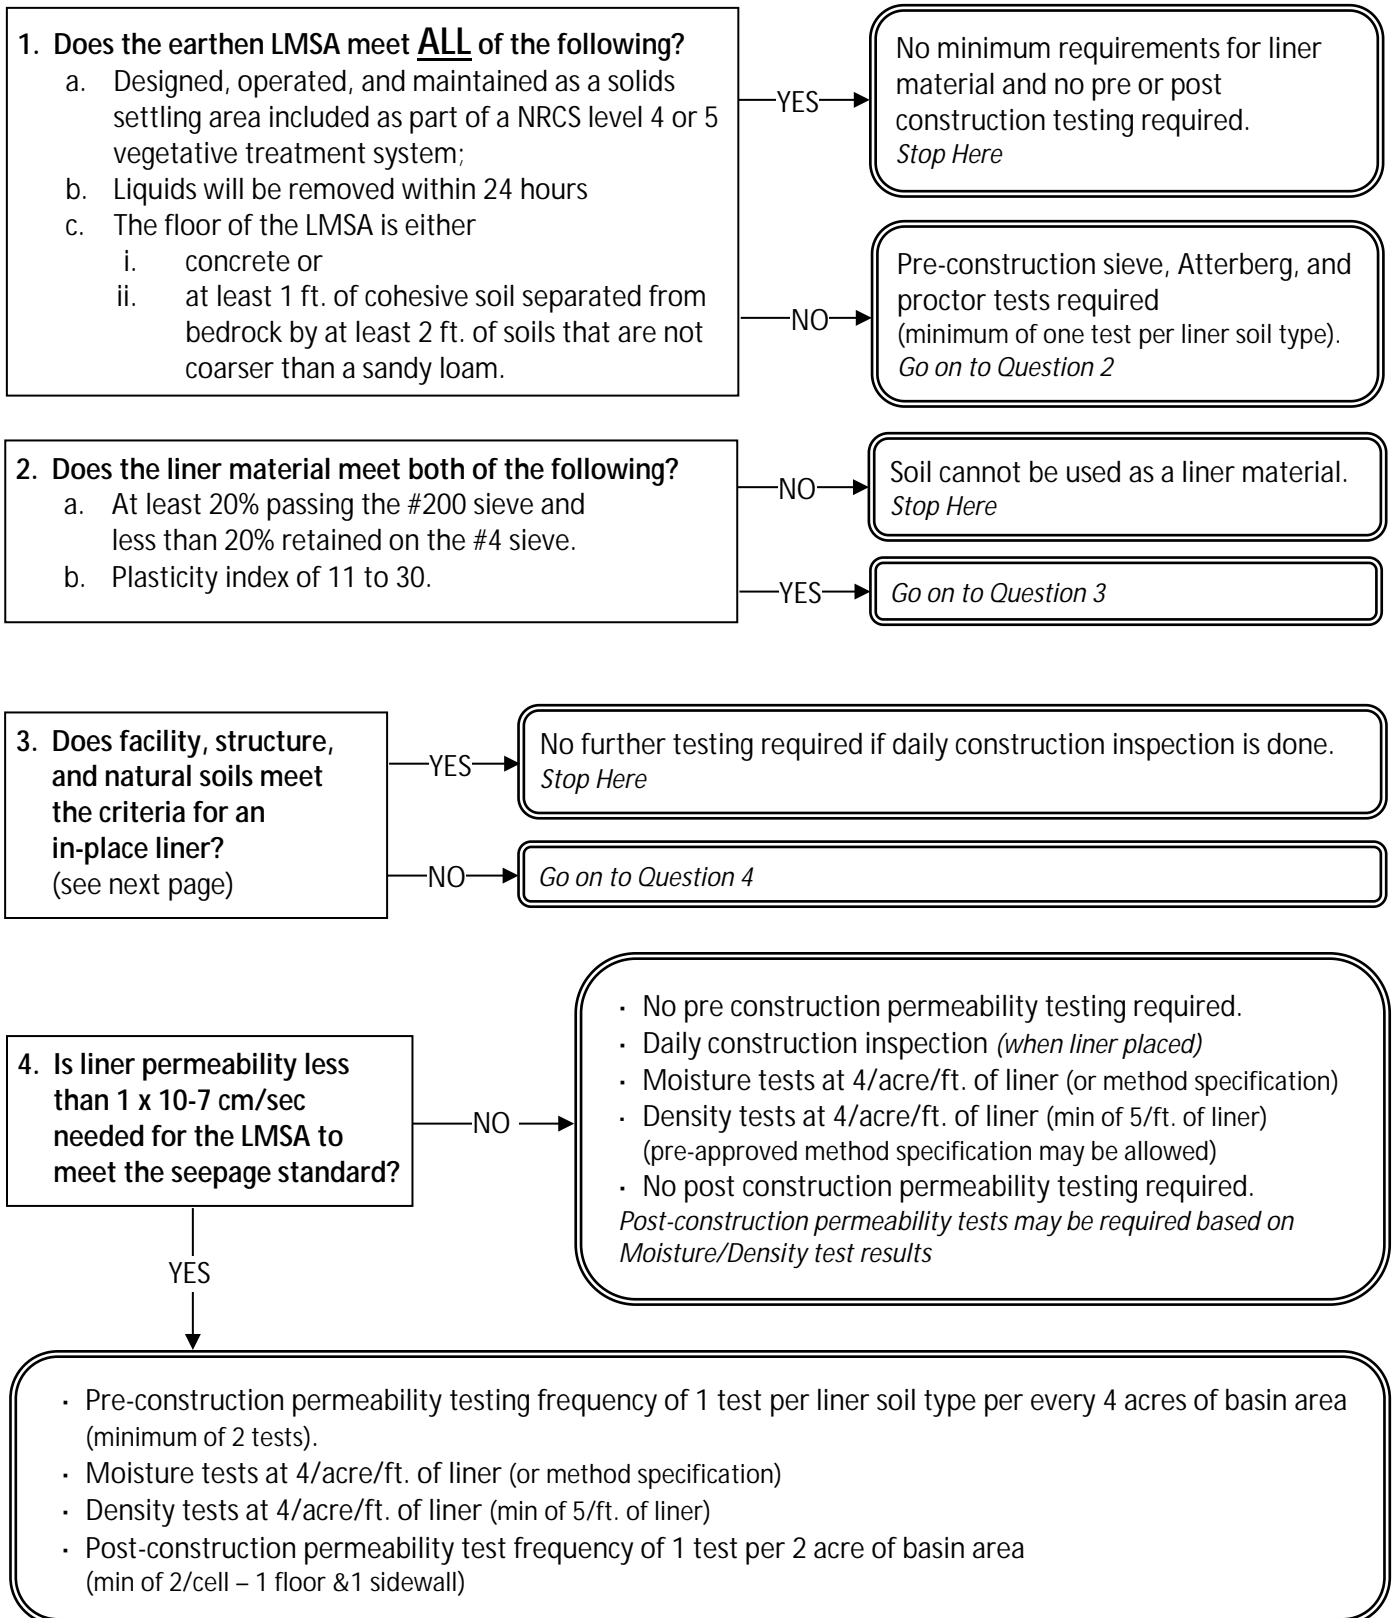 1. Does the earthen LMSA meet ALL of the following?
a. Designed, operated, and maintained as a solids
settling area included as part of a NRCS level 4 or 5
vegetative treatment system;
b. Liquids will be removed within 24 hours
c. The floor of the LMSA is either
i. concrete or
ii. at least 1 ft. of cohesive soil separated from
bedrock by at least 2 ft. of soils that are not
coarser than a sandy loam.
YES
No minimum requirements for liner
material and no pre or post
construction testing required.
Stop Here
NO
Pre-construction sieve, Atterberg, and
proctor tests required
(minimum of one test per liner soil type).
Go on to Question 2
2. Does the liner material meet both of the following?
a. At least 20% passing the #200 sieve and
less than 20% retained on the #4 sieve.
b. Plasticity index of 11 to 30.
NO
Soil cannot be used as a liner material.
Stop Here
YES
Go on to Question 3
3. Does facility, structure,
and natural soils meet
the criteria for an
in-place liner?
(see next page)
YES
No further testing required if daily construction inspection is done.
Stop Here
NO
Go on to Question 4
4. Is liner permeability less
than 1 x 10-7 cm/sec
needed for the LMSA to
meet the seepage standard?
NO
· No pre construction permeability testing required.
· Daily construction inspection (when liner placed)
· Moisture tests at 4/acre/ft. of liner (or method specification)
· Density tests at 4/acre/ft. of liner (min of 5/ft. of liner)
(pre-approved method specification may be allowed)
· No post construction permeability testing required.
Post-construction permeability tests may be required based on
Moisture/Density test results
YES
· Pre-construction permeability testing frequency of 1 test per liner soil type per every 4 acres of basin area
(minimum of 2 tests).
· Moisture tests at 4/acre/ft. of liner (or method specification)
· Density tests at 4/acre/ft. of liner (min of 5/ft. of liner)
· Post-construction permeability test frequency of 1 test per 2 acre of basin area
(min of 2/cell – 1 floor &1 sidewall)